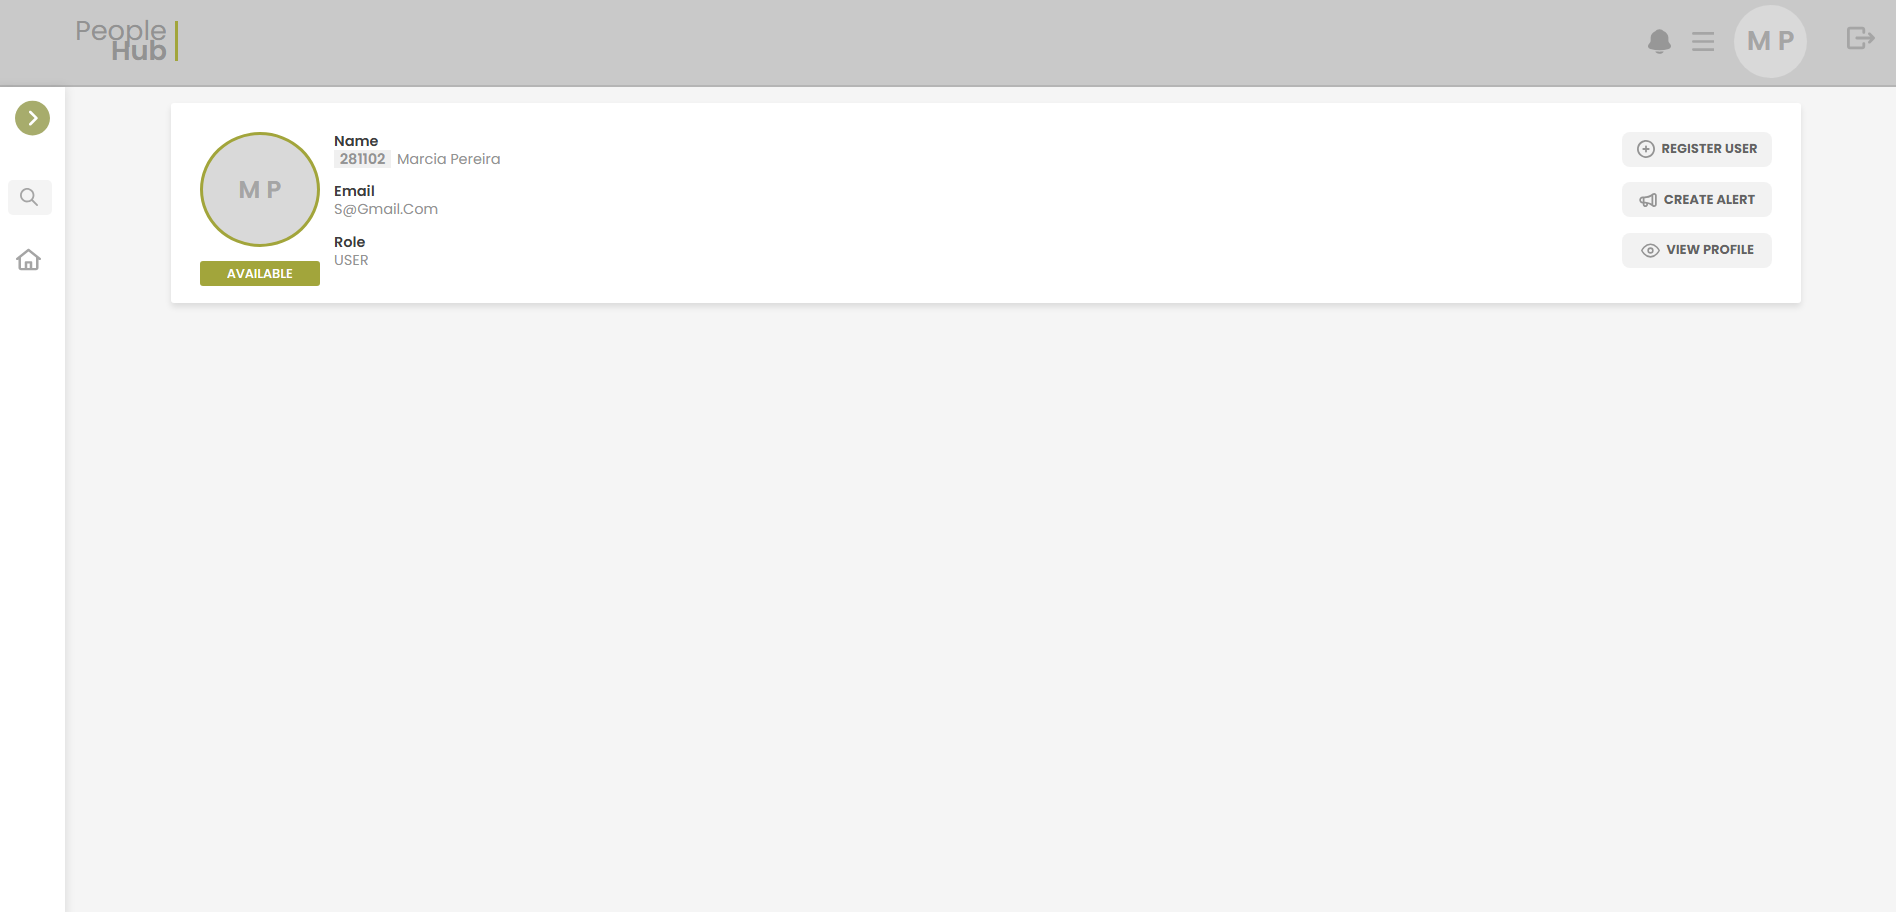 People
Hub
M P
M P
Name
281102 Marcia Pereira
Email
S@Gmail.Com
Role
USER
AVAILABLE
REGISTER USER
CREATE ALERT
VIEW PROFILE